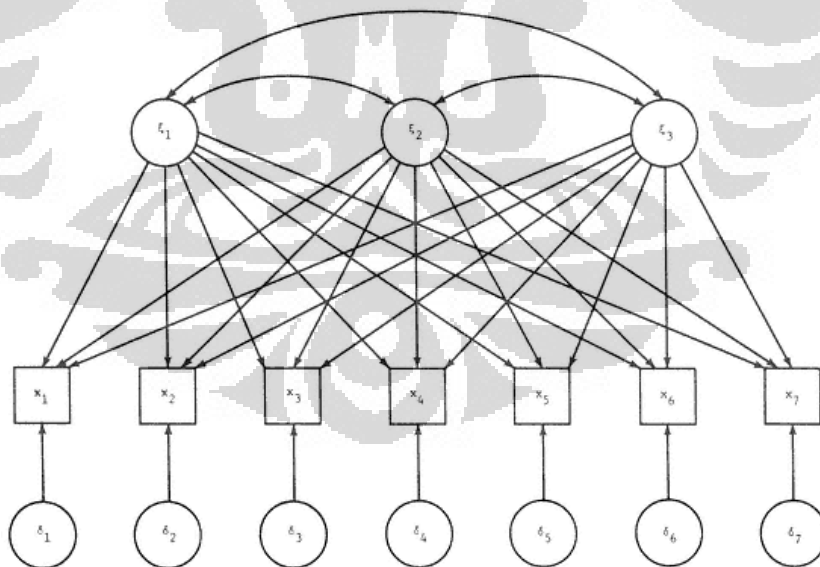 ξ₁ ξ₂ ξ₃
x₁ x₂ x₃ x₄ x₅ x₆ x₇
δ₁ δ₂ δ₃ δ₄ δ₅ δ₆ δ₇